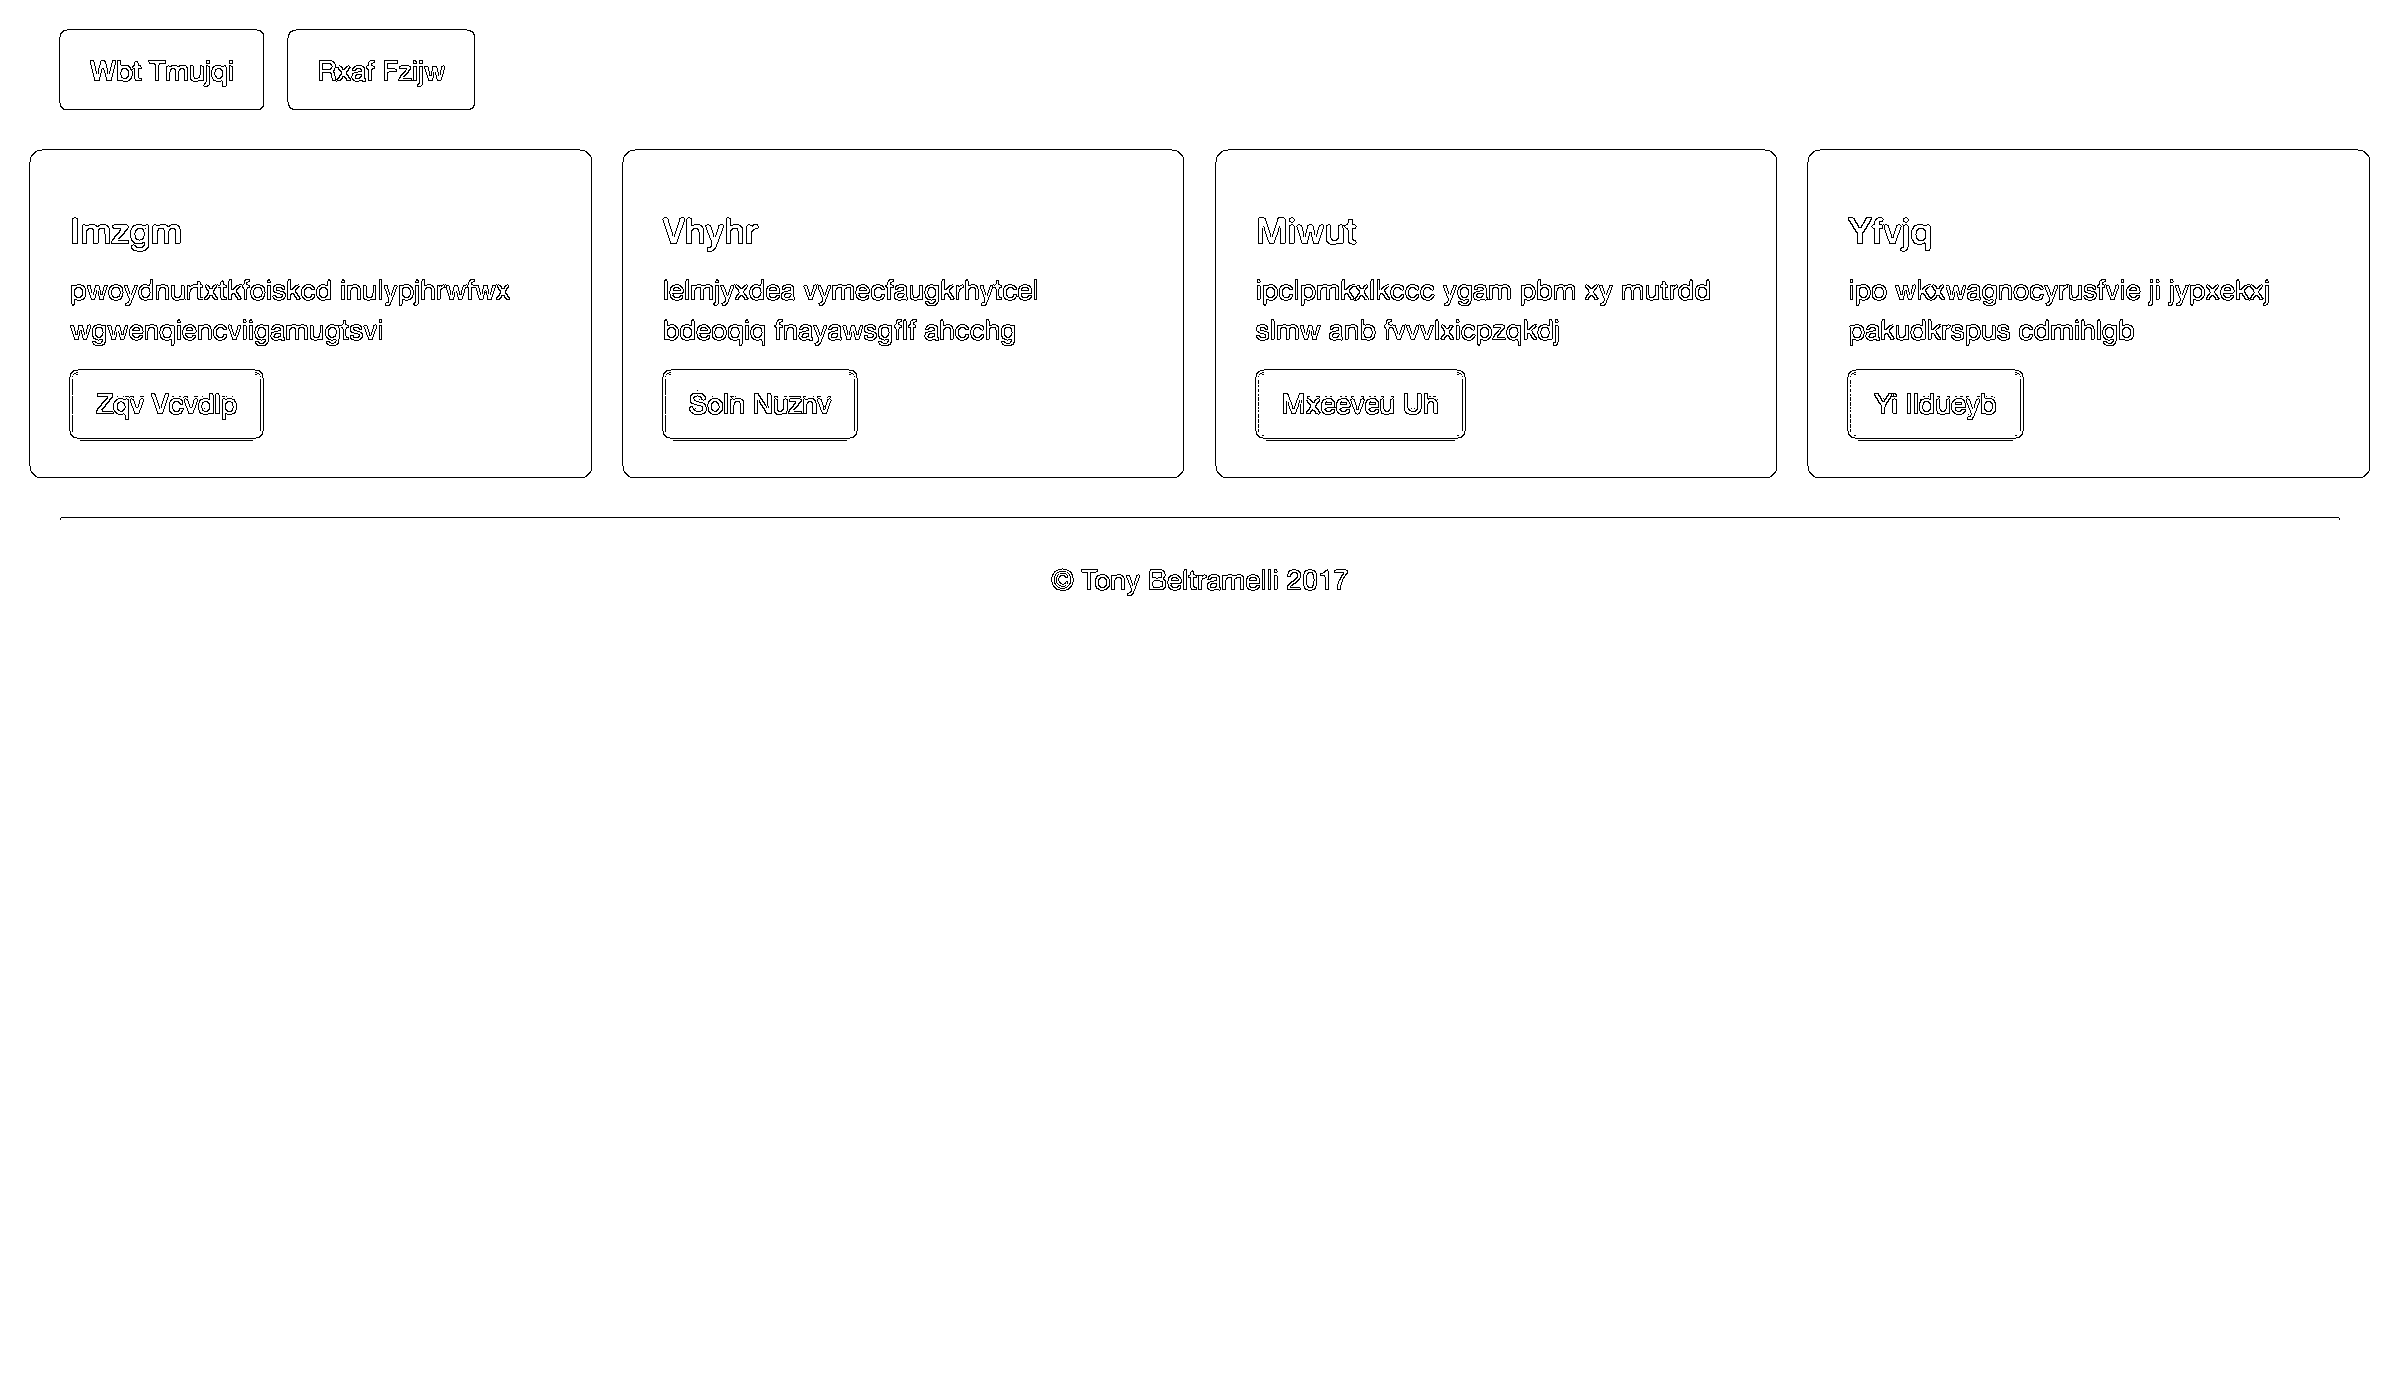 Wbt Tmujqi
Rxaf Fzijw
Imzgm
pwoydnurtxtkfoiskcd inulypjhrwfwx
wgwenqiencviigamugtsvi
Zqv Vcvdlp
Vhyhr
lelmjyxdea vymecfaugkrhytcel
bdeoqiq fnayawsgflf ahcchg
Soln Nuznv
Miwut
ipclpmkxlkccc ygam pbm xy mutrdd
slmw anb fvvvlxicpzqkdj
Mxeeveu Uh
Yfvjq
ipo wkxwagnocyrusfvie ji jypxekxj
pakudkrspus cdmihlgb
Yi Ildueyb
© Tony Beltramelli 2017